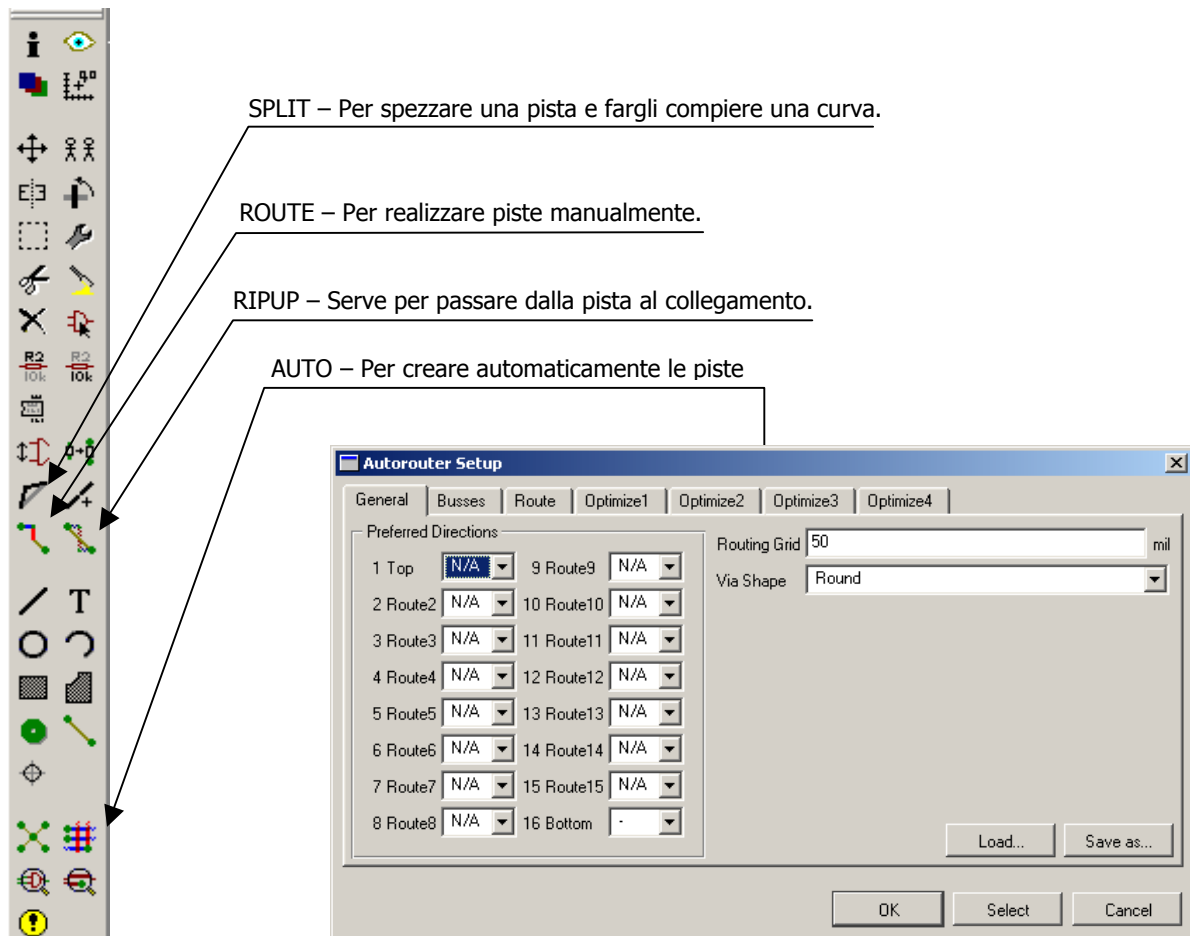 SPLIT – Per spezzare una pista e fargli compiere una curva.
ROUTE – Per realizzare piste manualmente.
RIPUP – Serve per passare dalla pista al collegamento.
AUTO – Per creare automaticamente le piste
R2 R2
10k 10k
T
Autorouter Setup
General Busses Route Optimize1 Optimize2 Optimize3 Optimize4
Preferred Directions
1 Top N/A 9 Route9 N/A
2 Route2 N/A 10 Route10 N/A
3 Route3 N/A 11 Route11 N/A
4 Route4 N/A 12 Route12 N/A
5 Route5 N/A 13 Route13 N/A
6 Route6 N/A 14 Route14 N/A
7 Route7 N/A 15 Route15 N/A
8 Route8 N/A 16 Bottom -
Routing Grid 50 mil
Via Shape Round
Load... Save as...
OK Select Cancel